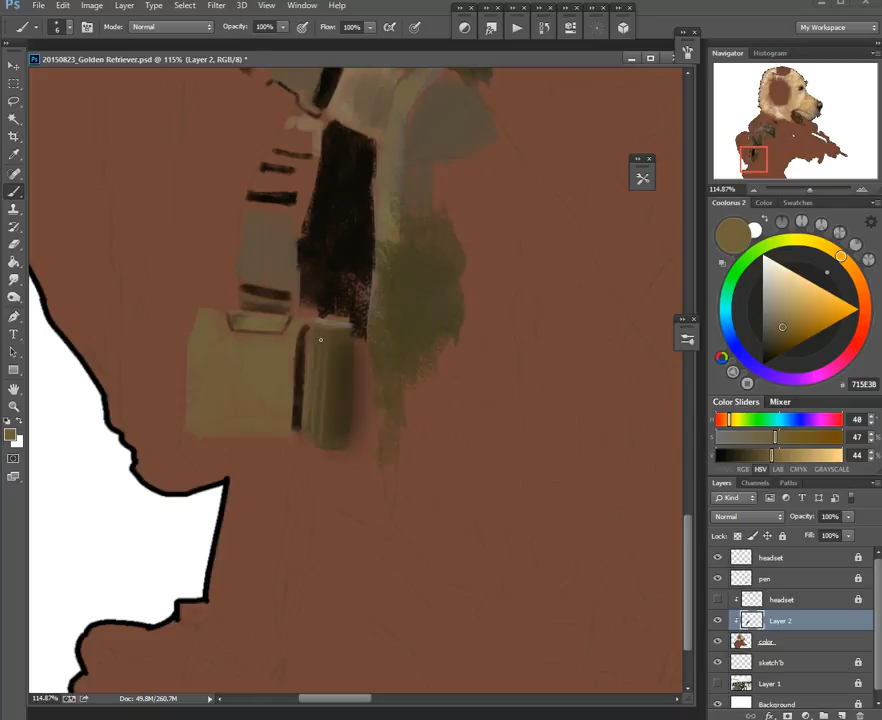 Ps File Edit Image Layer Type Select Filter 3D View Window Help
6 Mode: Normal Opacity: 100% Flow: 100% My Workspace
20150823_Golden Retriever.psd @ 115% (Layer 2, RGB/8) *
Navigator Histogram
114.87%
Coolorus 2 Color Swatches
# 715E3B
Color Sliders Mixer
H 40
S 47 %
V 44 %
RGB HSV LAB CMYK GRAYSCALE
Layers Channels Paths
Kind
Normal Opacity: 100%
Lock: Fill: 100%
headset
pen
headset
Layer 2
color
sketch'b
Layer 1
Background
114.87% Doc: 49.8M/260.7M